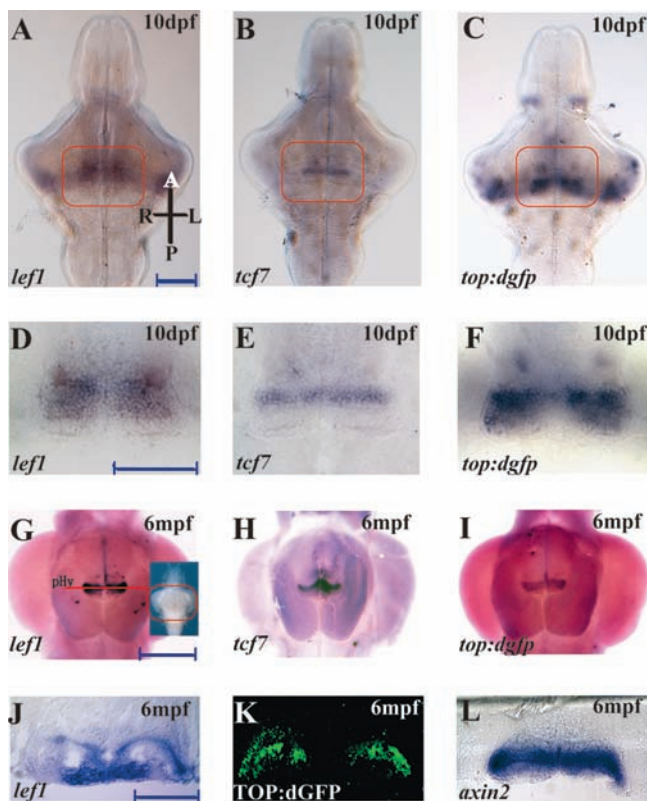 A 10dpf
B 10dpf
C 10dpf
A
R L
P
lef1
tcf7
top:dgfp
D 10dpf
E 10dpf
F 10dpf
lef1
tcf7
top:dgfp
G 6mpf
H 6mpf
I 6mpf
pHy
lef1
tcf7
top:dgfp
J 6mpf
K 6mpf
L 6mpf
lef1
TOP:dGFP
axin2